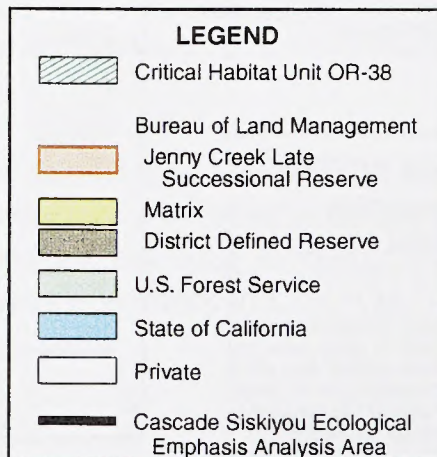 LEGEND
Critical Habitat Unit OR-38
Bureau of Land Management
Jenny Creek Late
Successional Reserve
Matrix
District Defined Reserve
U.S. Forest Service
State of California
Private
Cascade Siskiyou Ecological
Emphasis Analysis Area